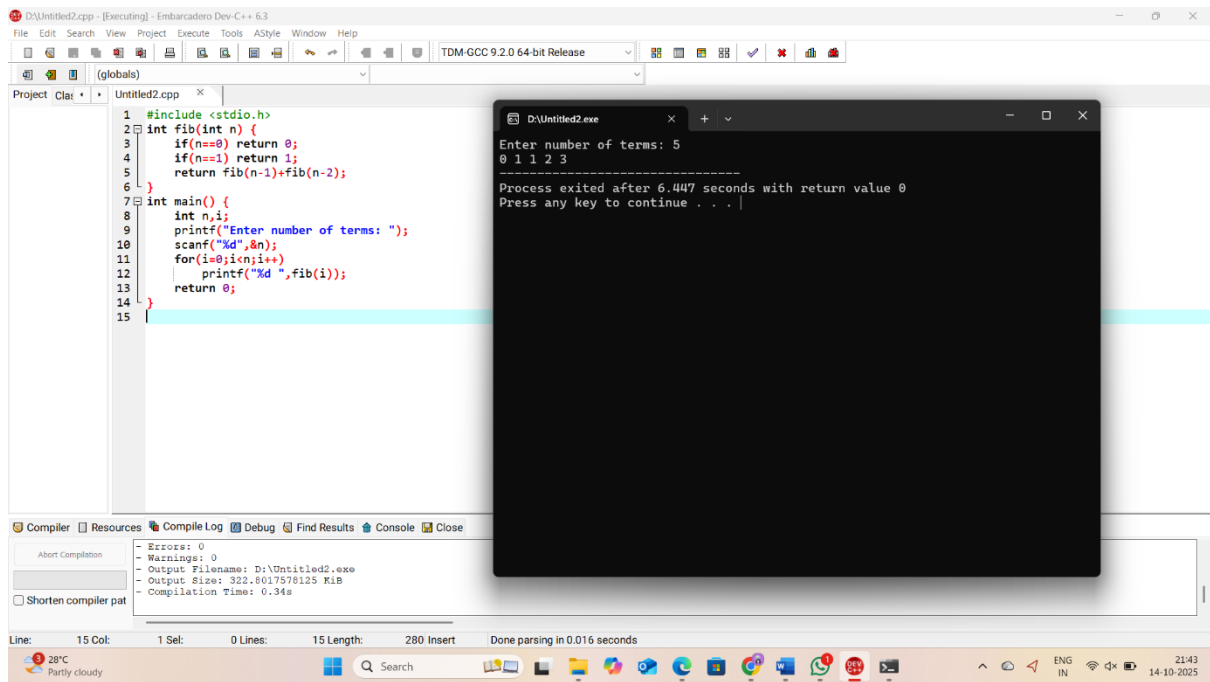 D:\Untitled2.cpp - [Executing] - Embarcadero Dev-C++ 6.3
File Edit Search View Project Execute Tools AStyle Window Help
TDM-GCC 9.2.0 64-bit Release
(globals)
Project Clas Untitled2.cpp
1 #include <stdio.h>
2 int fib(int n) {
3 if(n==0) return 0;
4 if(n==1) return 1;
5 return fib(n-1)+fib(n-2);
6 }
7 int main() {
8 int n,i;
9 printf("Enter number of terms: ");
10 scanf("%d",&n);
11 for(i=0;i<n;i++)
12 printf("%d ",fib(i));
13 return 0;
14 }
15
D:\Untitled2.exe
Enter number of terms: 5
0 1 1 2 3
--------------------------------
Process exited after 6.447 seconds with return value 0
Press any key to continue . . .
Compiler Resources Compile Log Debug Find Results Console Close
Abort Compilation
Shorten compiler pat
- Errors: 0
- Warnings: 0
- Output Filename: D:\Untitled2.exe
- Output Size: 322.8017578125 KiB
- Compilation Time: 0.34s
Line: 15 Col: 1 Sel: 0 Lines: 15 Length: 280 Insert Done parsing in 0.016 seconds
3 28°C
Partly cloudy
Search
DEV C++
ENG
IN
21:43
14-10-2025